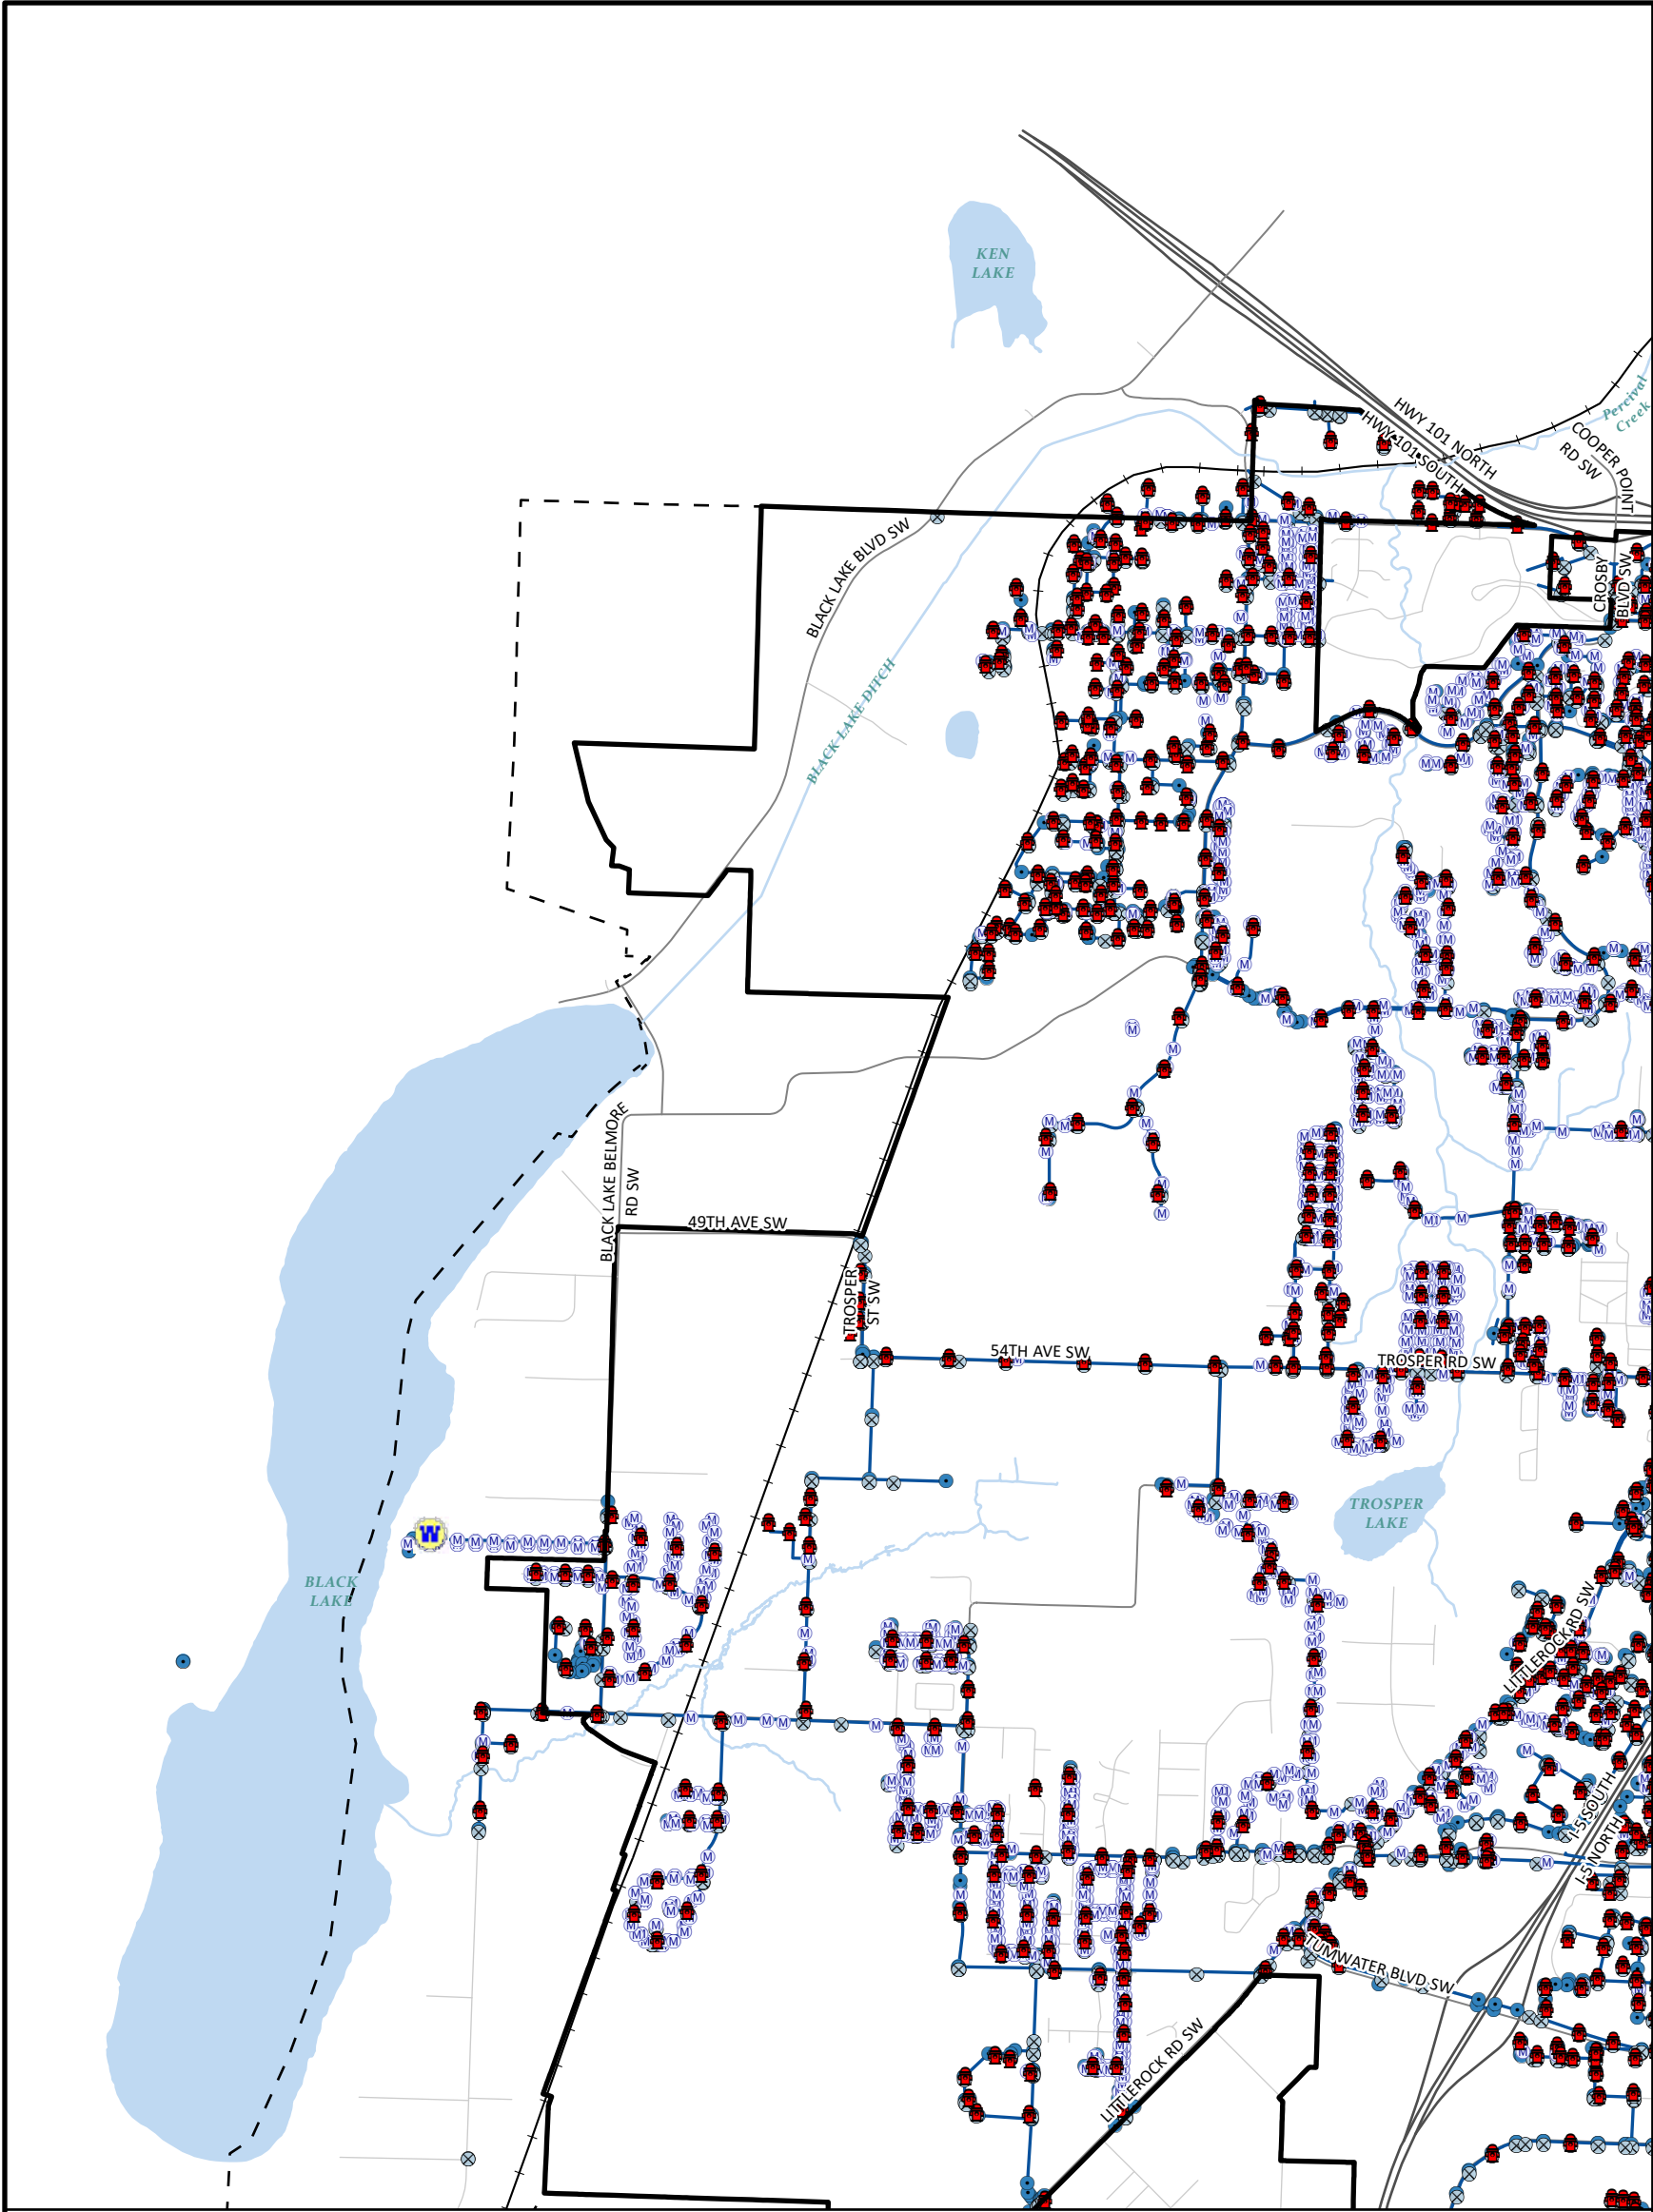 KEN
LAKE
HWY 101 NORTH
HWY 101 SOUTH
COOPER POINT
RD SW
Percival
Creek
BLACK LAKE BLVD SW
BLACK LAKE DITCH
CROSBY
BLVD SW
BLACK LAKE BELMORE
RD SW
49TH AVE SW
TROSPER
ST SW
54TH AVE SW
TROSPER RD SW
TROSPER
LAKE
W
BLACK
LAKE
LITTLEROCK RD SW
I-5 SOUTH
I-5 NORTH
TUMWATER BLVD SW
LITTLEROCK RD SW